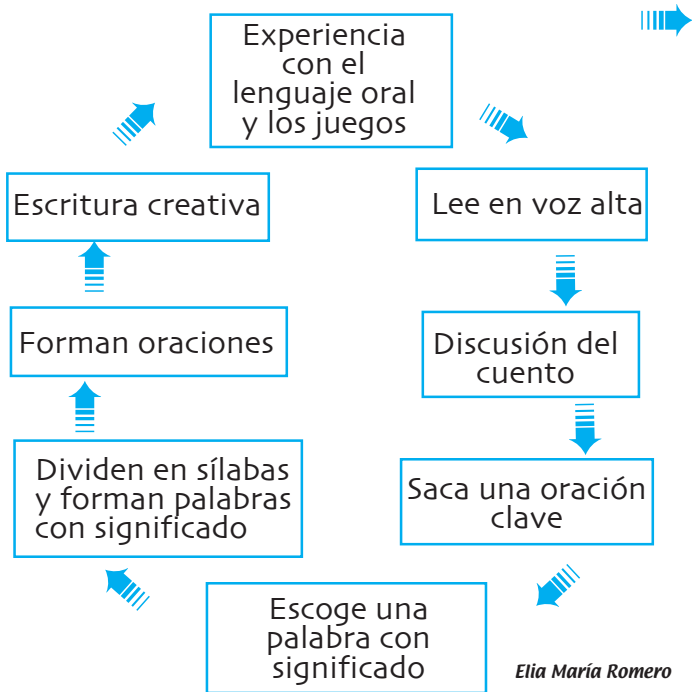 Experiencia
con el
lenguaje oral
y los juegos
Lee en voz alta
Discusión del
cuento
Saca una oración
clave
Escoge una
palabra con
significado
Dividen en sílabas
y forman palabras
con significado
Forman oraciones
Escritura creativa
Elia María Romero